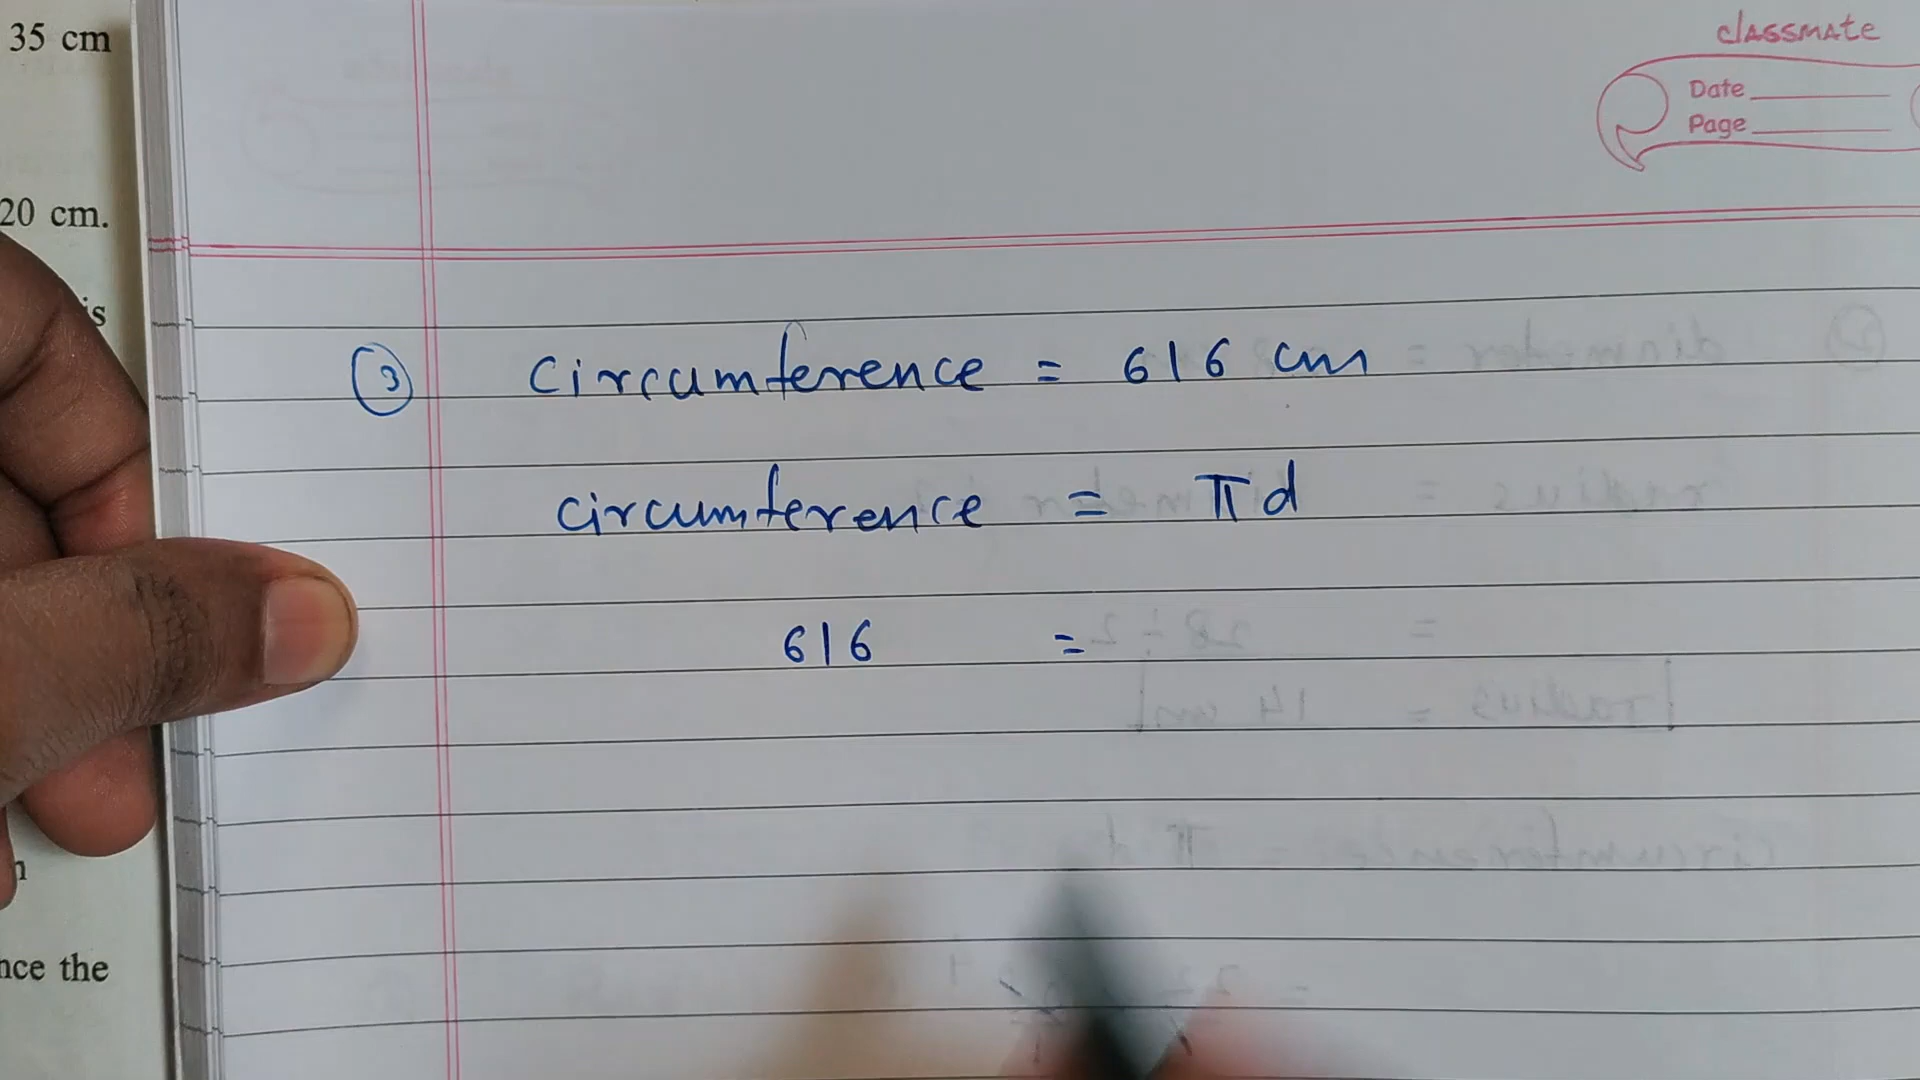 35 cm
classmate
Date
Page
20 cm.
is
③ Circumference = 616 cm
circumference = πd
616 =
nce the